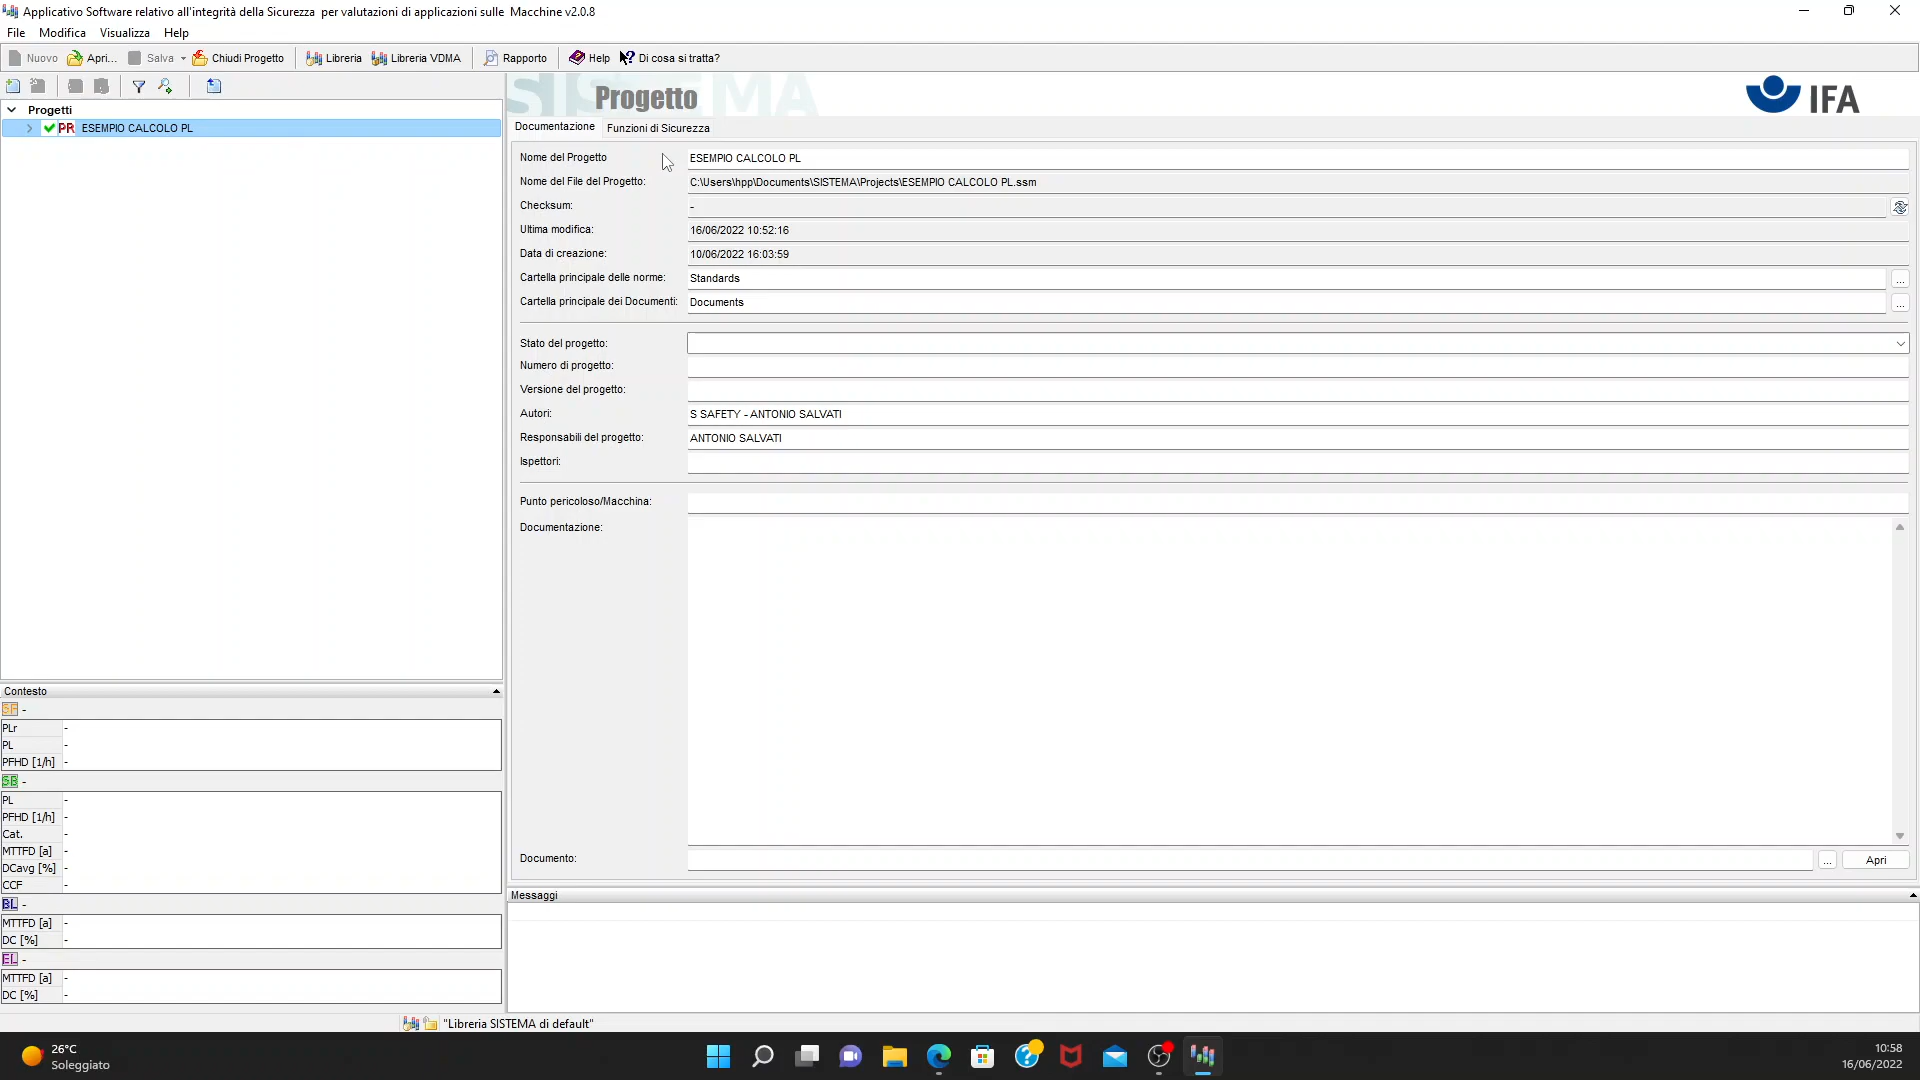 Applicativo Software relativo all'integrità della Sicurezza per valutazioni di applicazioni sulle Macchine v2.0.8
File Modifica Visualizza Help
Nuovo Apri... Salva Chiudi Progetto Libreria Libreria VDMA Rapporto Help Di cosa si tratta?
SISTEMA
Progetto
IFA
Progetti
PR ESEMPIO CALCOLO PL
Documentazione Funzioni di Sicurezza
Nome del Progetto ESEMPIO CALCOLO PL
Nome del File del Progetto: C:\Users\hpp\Documents\SISTEMA\Projects\ESEMPIO CALCOLO PL.ssm
Checksum: -
Ultima modifica: 16/06/2022 10:52:16
Data di creazione: 10/06/2022 16:03:59
Cartella principale delle norme: Standards ...
Cartella principale dei Documenti: Documents ...
Stato del progetto:
Numero di progetto:
Versione del progetto:
Autori: S SAFETY - ANTONIO SALVATI
Responsabili del progetto: ANTONIO SALVATI
Ispettori:
Punto pericoloso/Macchina:
Documentazione:
Documento: ... Apri
Contesto
SF -
PLr -
PL -
PFHD [1/h] -
SB -
PL -
PFHD [1/h] -
Cat. -
MTTFD [a] -
DCavg [%] -
CCF -
BL -
MTTFD [a] -
DC [%] -
EL -
MTTFD [a] -
DC [%] -
Messaggi
"Libreria SISTEMA di default"
26°C
Soleggiato
10:58
16/06/2022